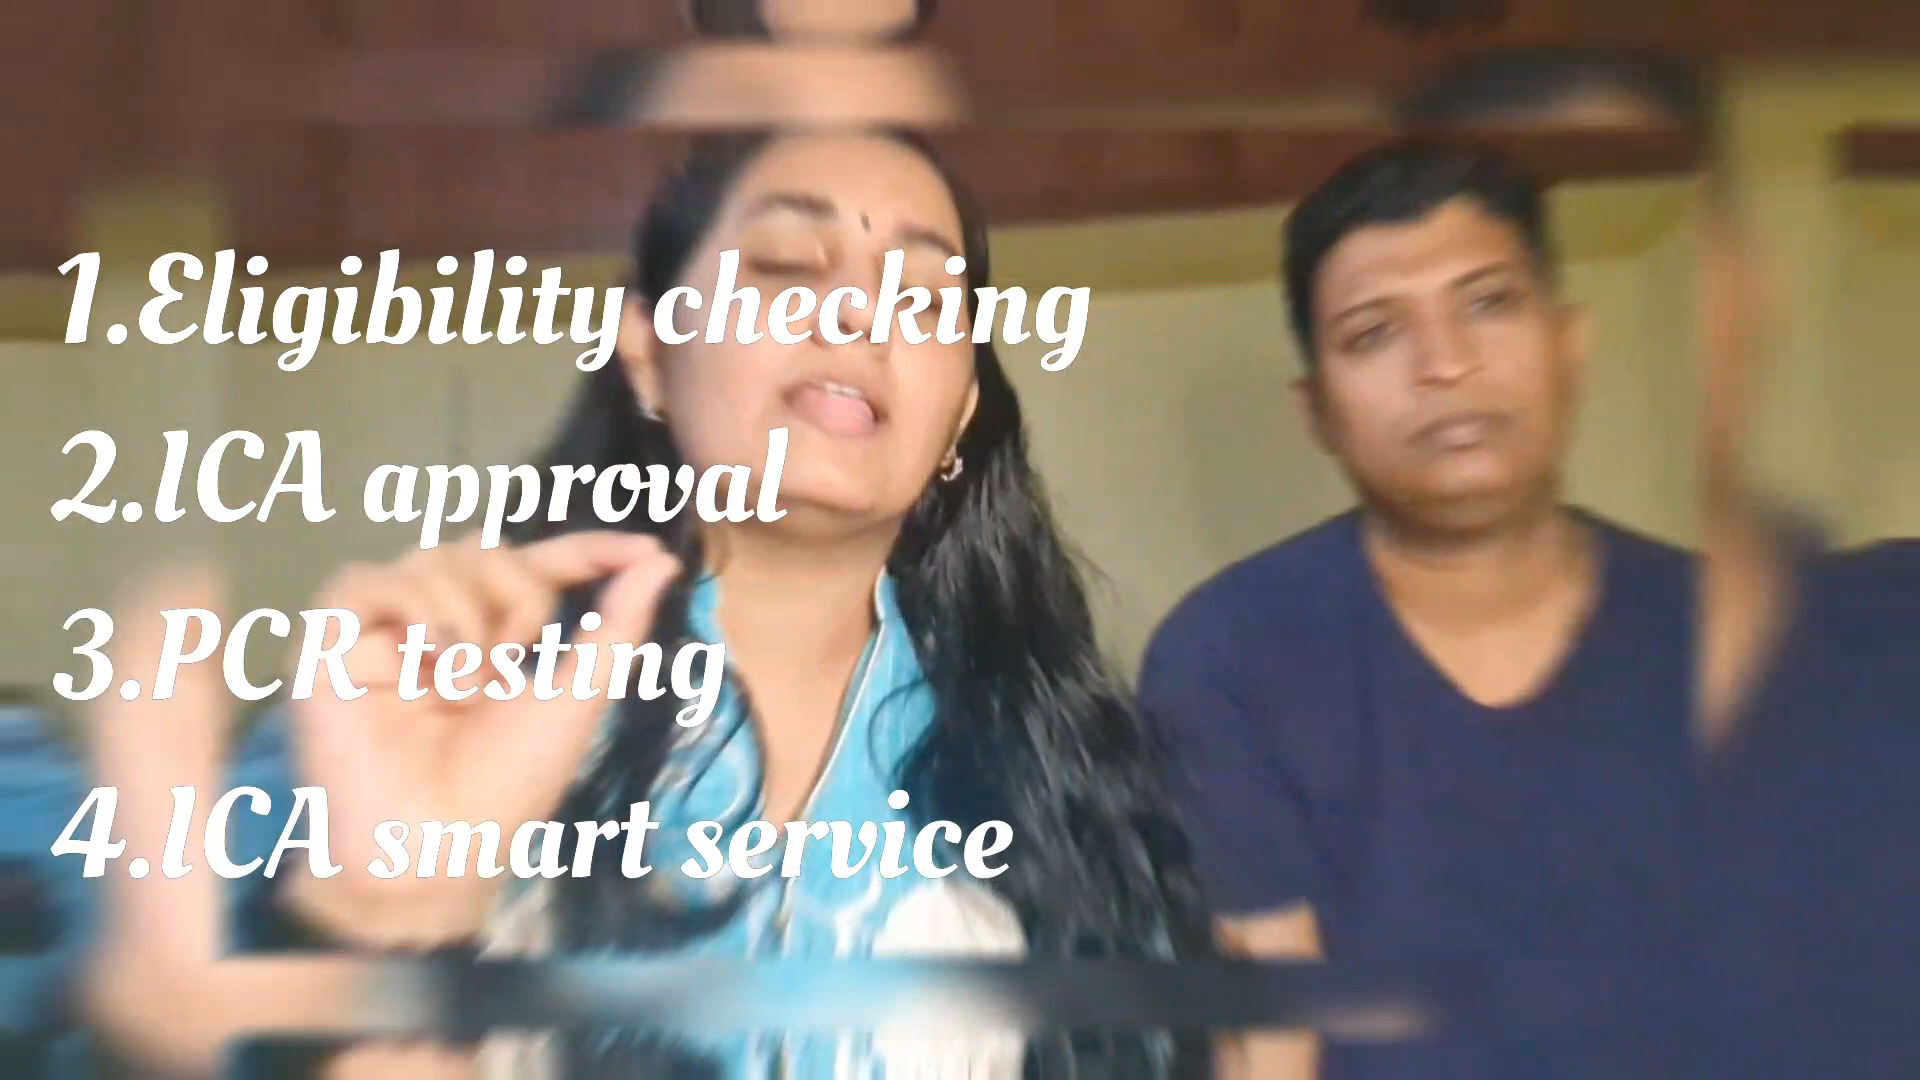 1.Eligibility checking
2.ICA approval
3.PCR testing
4.ICA smart service